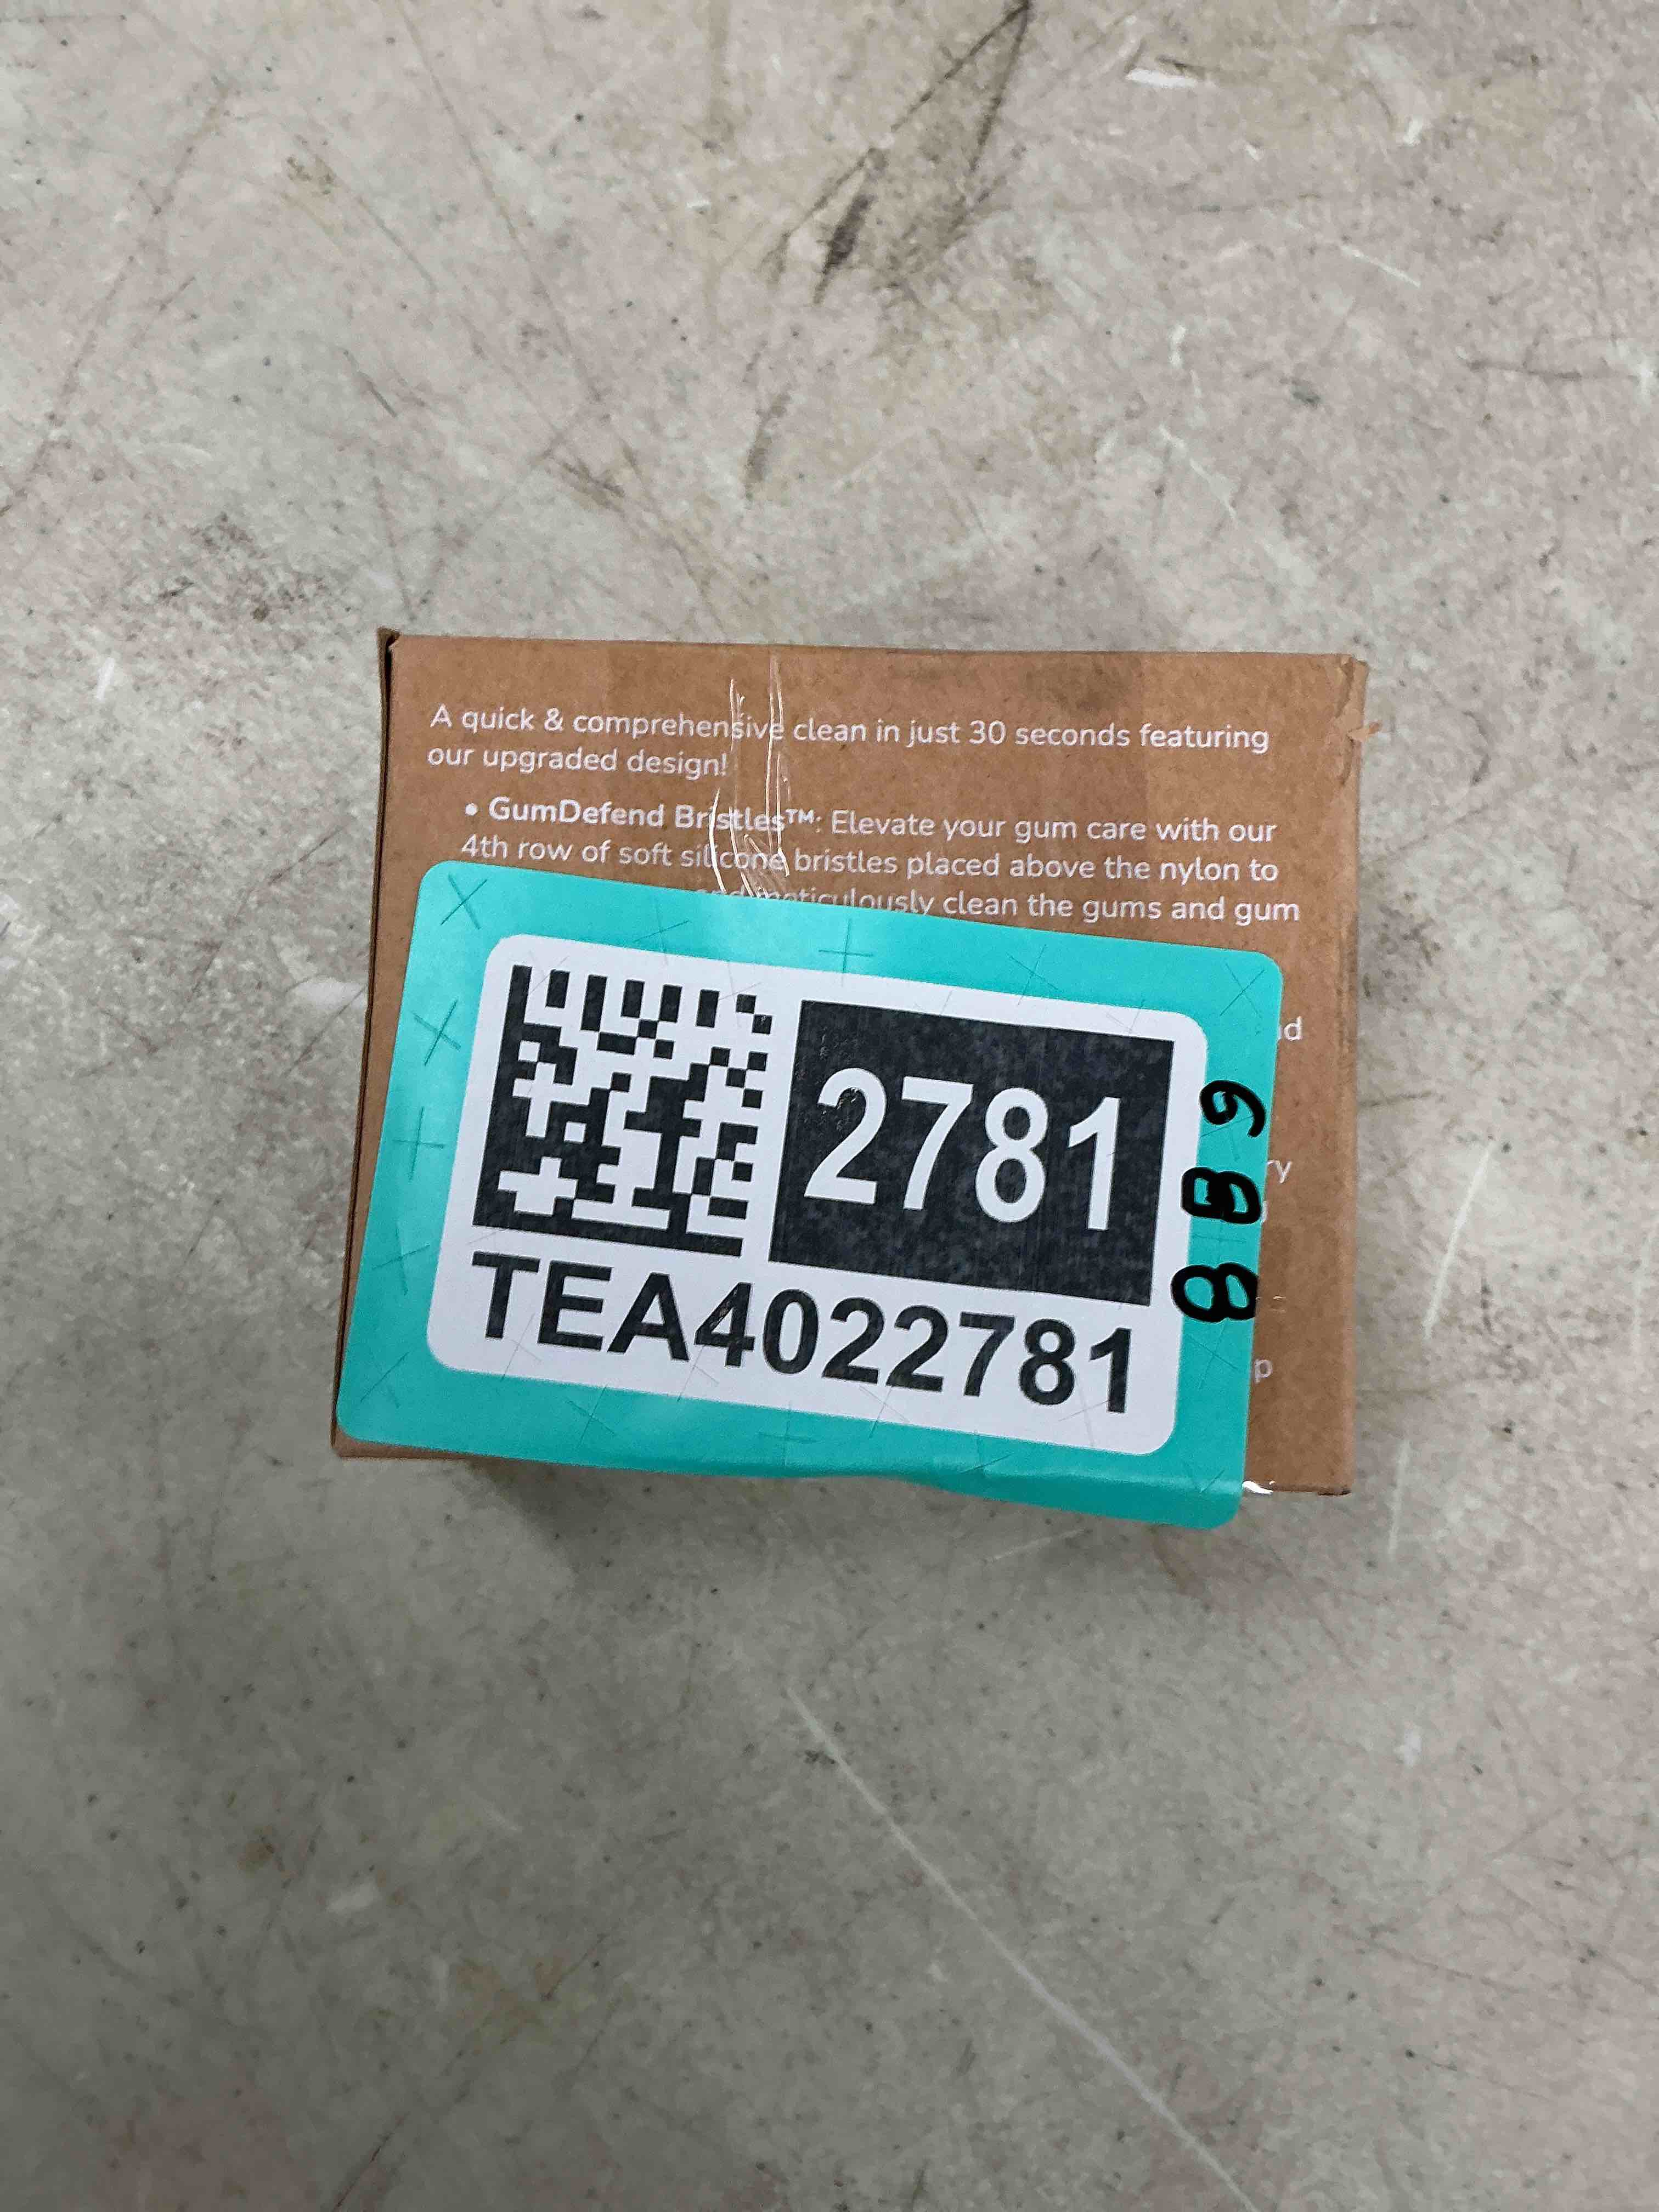 A quick & comprehensive clean in just 30 seconds featuring
our upgraded design!
• GumDefend Bristles™: Elevate your gum care with our
4th row of soft silicone bristles placed above the nylon to
and meticulously clean the gums and gum
2781
TEA4022781